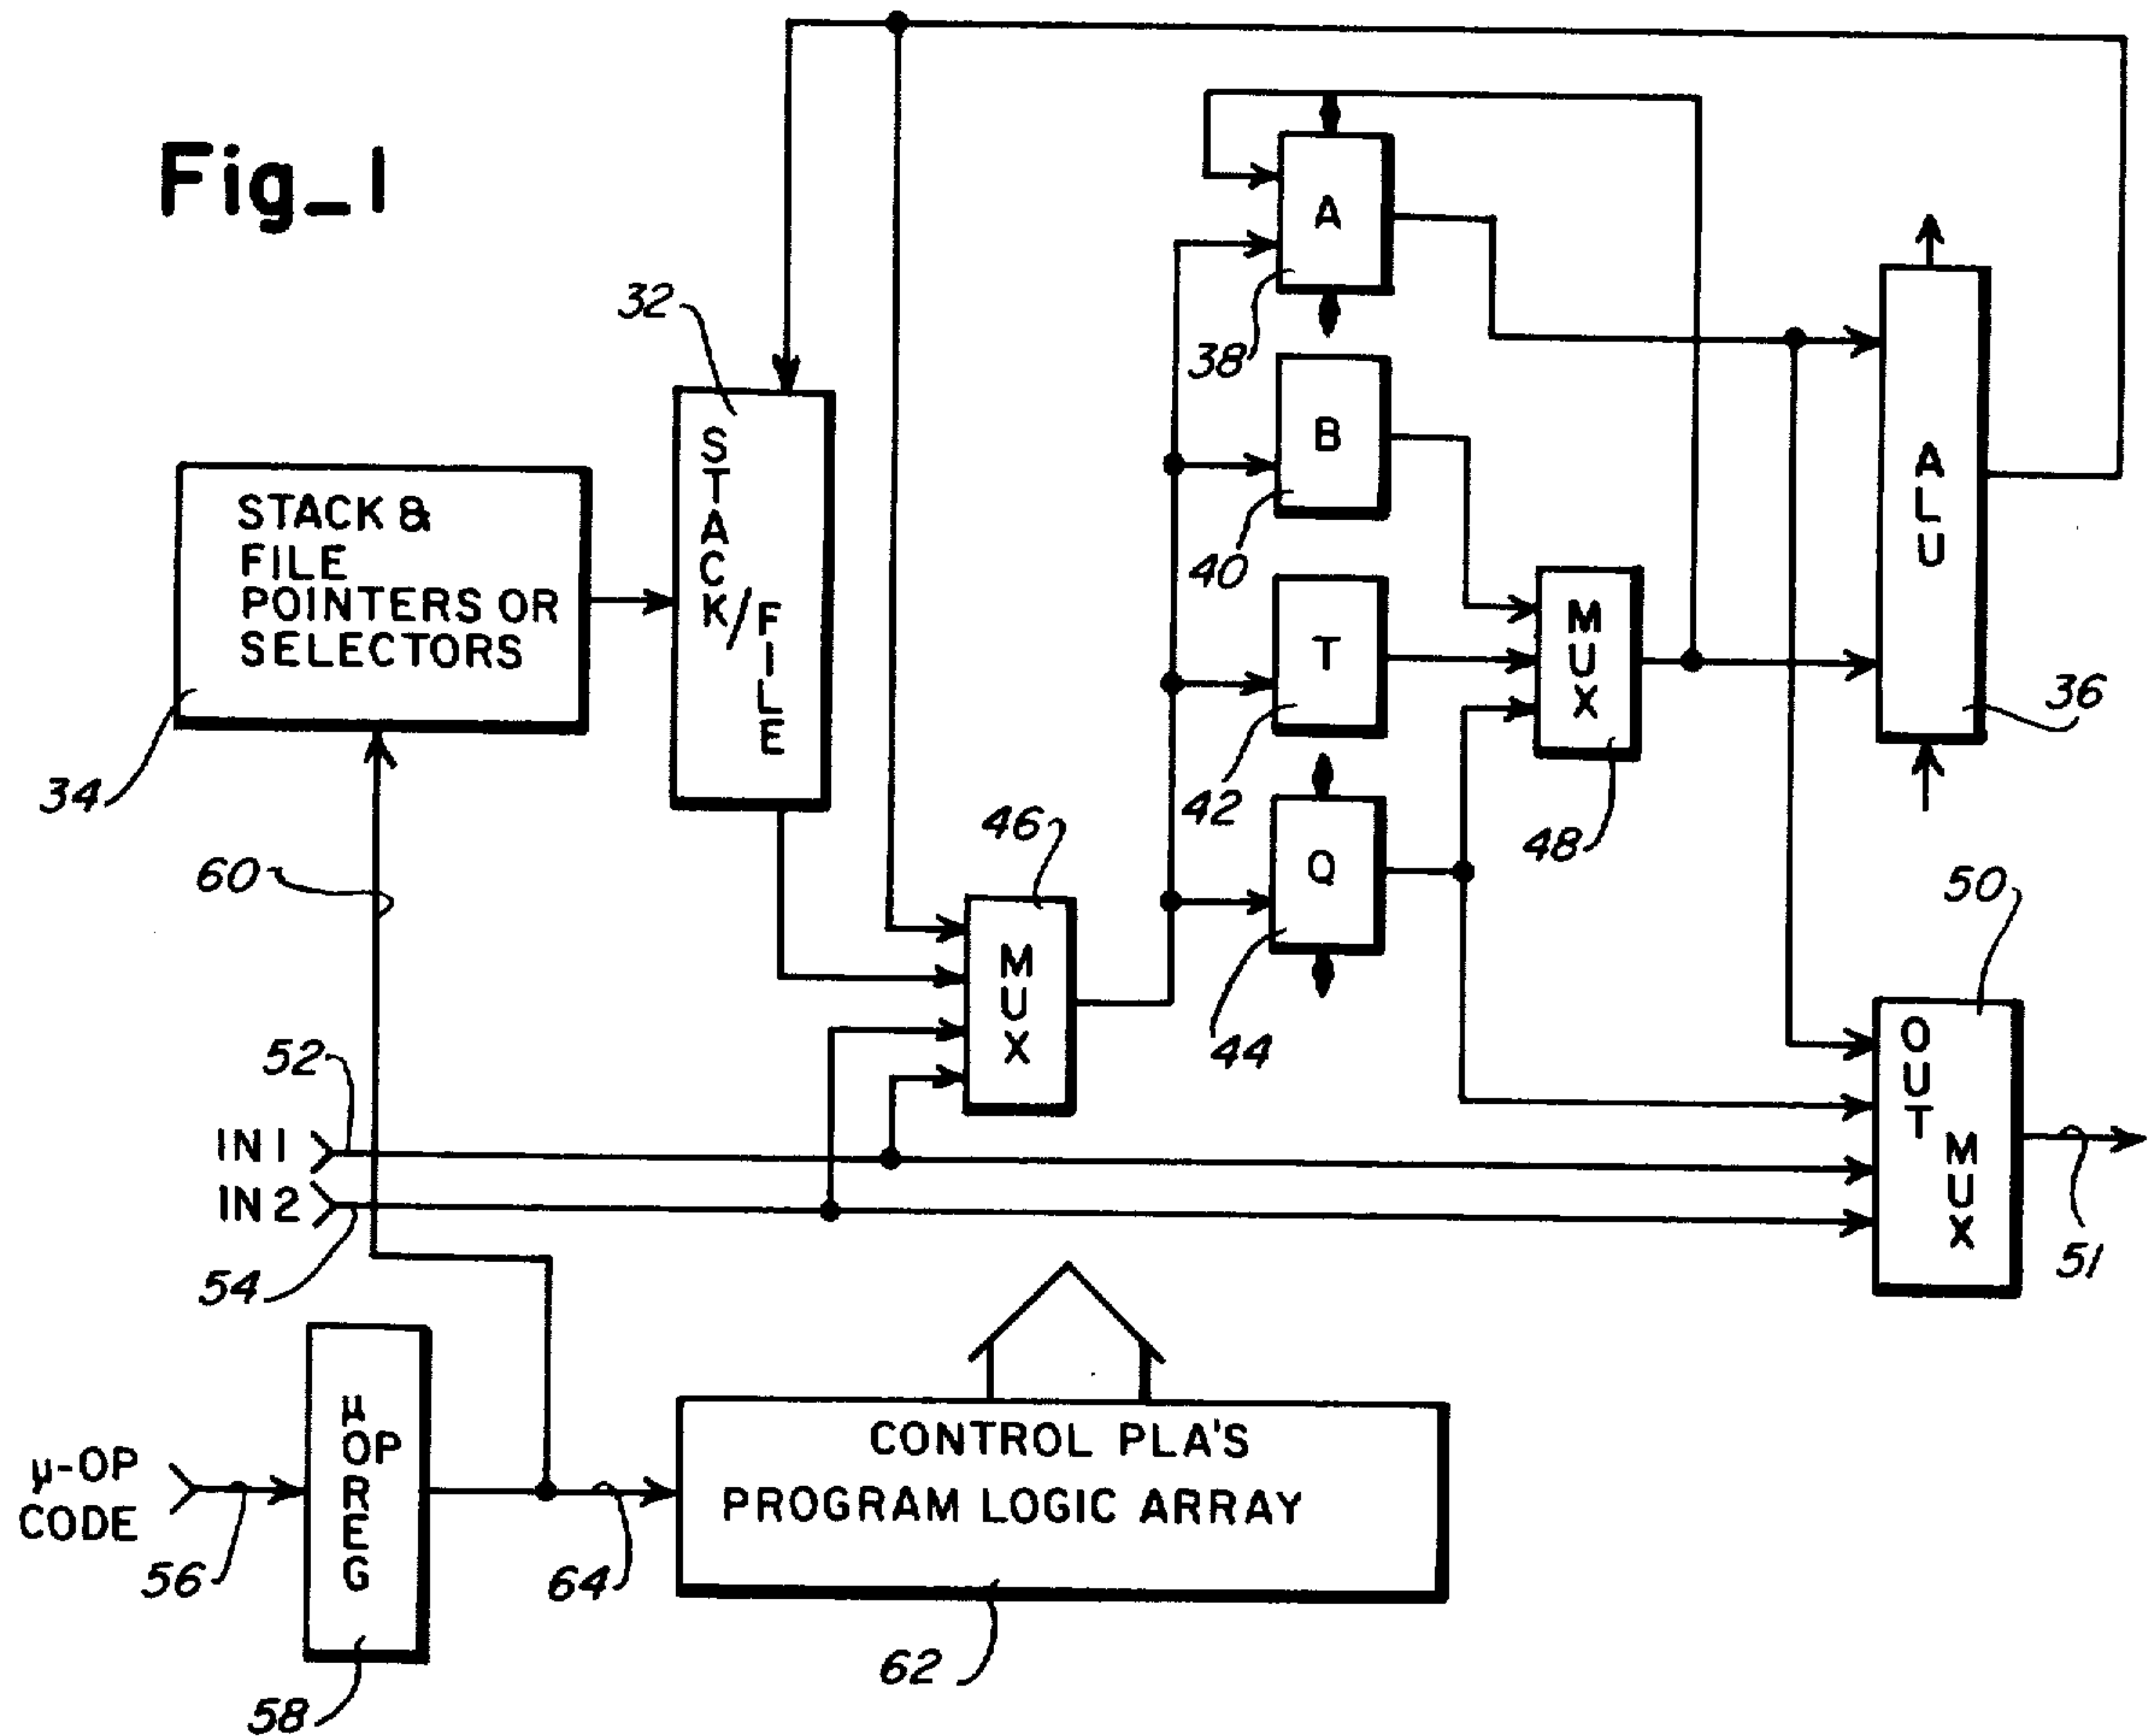 Fig_1
32
STACK/FILE
STACK &
FILE
POINTERS OR
SELECTORS
34
60
A
38
B
40
T
42
Q
44
MUX
46
MUX
48
ALU
36
OUT
MUX
50
51
52
IN 1
IN 2
54
μ-OP
CODE
56
μ
OP
REG
58
64
CONTROL PLA'S
PROGRAM LOGIC ARRAY
62